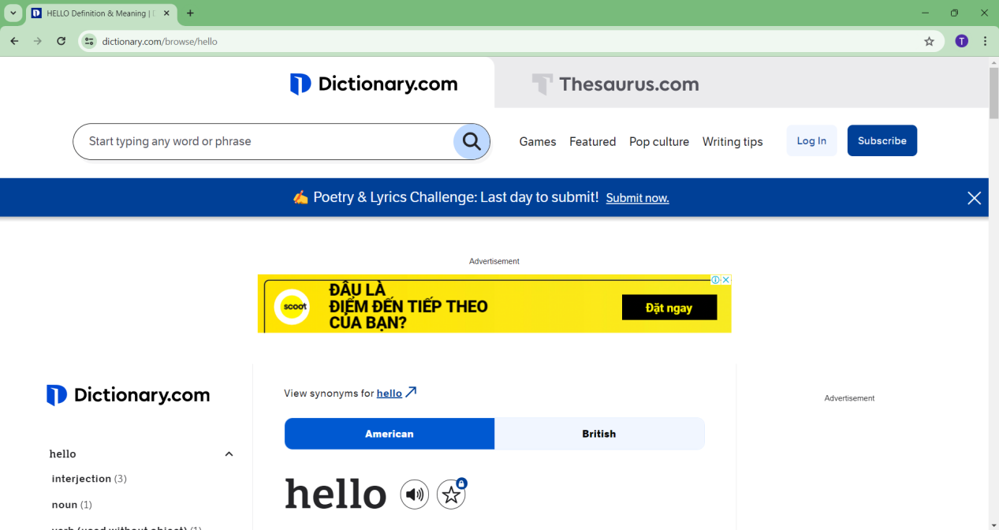 HELLO Definition & Meaning |
dictionary.com/browse/hello
T
Dictionary.com
Thesaurus.com
Start typing any word or phrase
Games Featured Pop culture Writing tips Log In Subscribe
✍️ Poetry & Lyrics Challenge: Last day to submit! Submit now.
Advertisement
scoot
ĐÂU LÀ
ĐIỂM ĐẾN TIẾP THEO
CỦA BẠN?
Đặt ngay
Dictionary.com
hello
interjection (3)
noun (1)
verb (used without object) (1)
View synonyms for hello
American British
hello
Advertisement